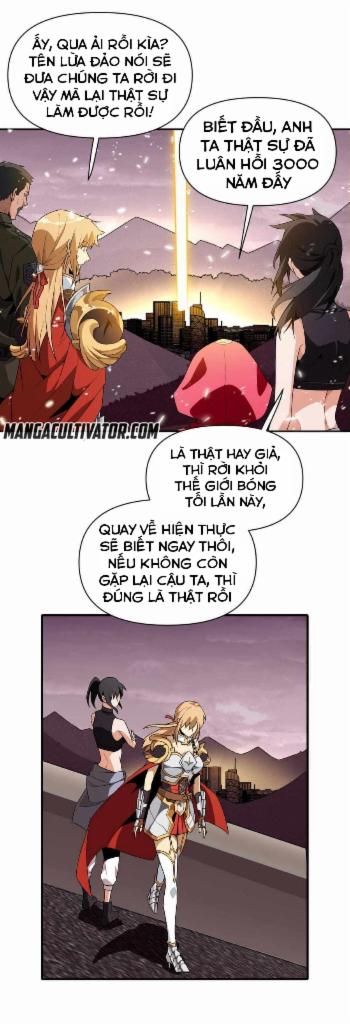 ẤY, QUA ẢI RỒI KÌA?
TÊN LỪA ĐẢO NÓI SẼ
ĐƯA CHÚNG TA RỜI ĐI
VẬY MÀ LẠI THẬT SỰ
LÀM ĐƯỢC RỒI!
BIẾT ĐÂU, ANH
TA THẬT SỰ ĐÃ
LUÂN HỒI 3000
NĂM ĐẤY
MANGACULTIVATOR.COM
LÀ THẬT HAY GIẢ,
THÌ RỜI KHỎI
THẾ GIỚI BÓNG
TỐI LẦN NÀY,
QUAY VỀ HIỆN THỰC
SẼ BIẾT NGAY THÔI,
NẾU KHÔNG CÒN
GẶP LẠI CẬU TA, THÌ
ĐÚNG LÀ THẬT RỒI